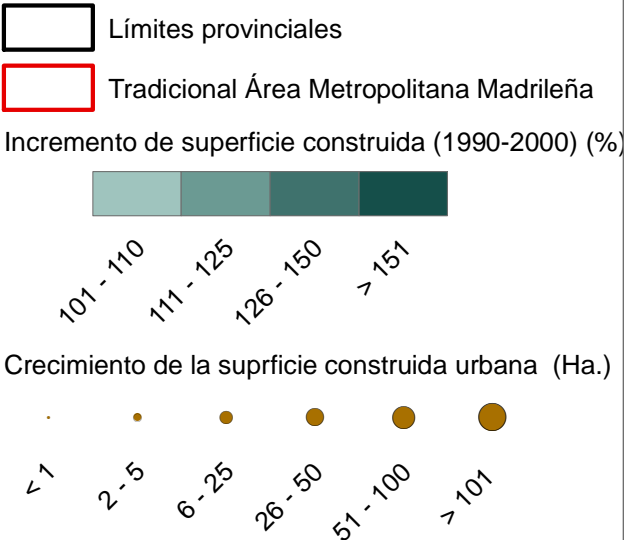 Límites provinciales
Tradicional Área Metropolitana Madrileña
Incremento de superficie construida (1990-2000) (%)
101 - 110
111 - 125
126 - 150
> 151
Crecimiento de la suprficie construida urbana (Ha.)
< 1
2 - 5
6 - 25
26 - 50
51 - 100
> 101